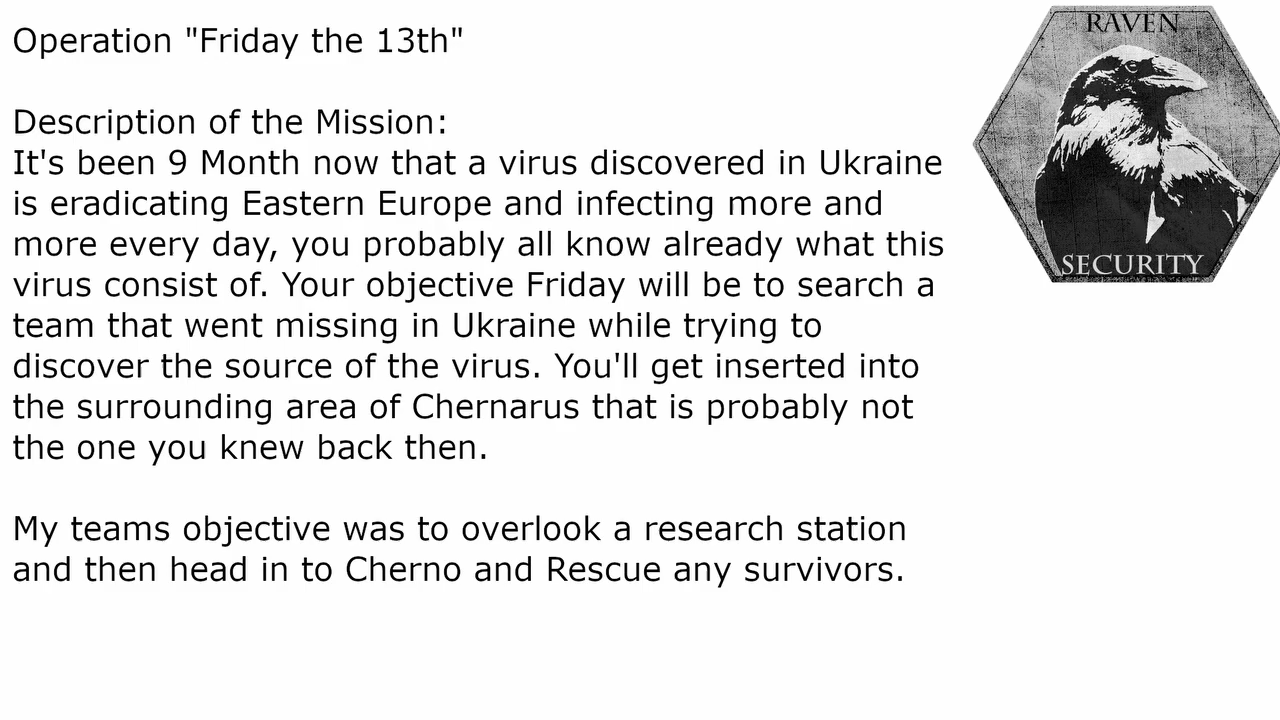 Operation "Friday the 13th"
Description of the Mission:
It's been 9 Month now that a virus discovered in Ukraine
is eradicating Eastern Europe and infecting more and
more every day, you probably all know already what this
virus consist of. Your objective Friday will be to search a
team that went missing in Ukraine while trying to
discover the source of the virus. You'll get inserted into
the surrounding area of Chernarus that is probably not
the one you knew back then.
My teams objective was to overlook a research station
and then head in to Cherno and Rescue any survivors.
RAVEN
SECURITY